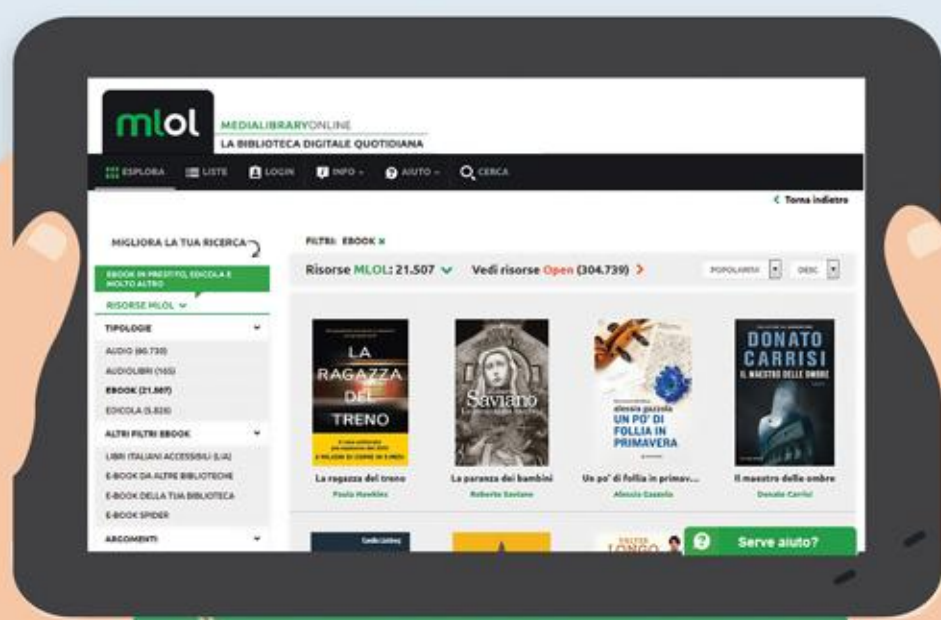 mlol
MEDIALIBRARYONLINE
LA BIBLIOTECA DIGITALE QUOTIDIANA
ESPLORA
LISTE
LOGIN
INFO
AIUTO
CERCA
Torna indietro
MIGLIORA LA TUA RICERCA
FILTRI: EBOOK
EBOOK IN PRESTITO, EDICOLA E
MOLTO ALTRO
Risorse MLOL: 21.507
Vedi risorse Open (304.739)
POPOLARITÀ
DESC
RISORSE MLOL
TIPOLOGIE
AUDIO (60.730)
AUDIOLIBRI (165)
EBOOK (21.507)
EDICOLA (5.826)
ALTRI FILTRI EBOOK
LIBRI ITALIANI ACCESSIBILI (LIA)
E-BOOK DA ALTRE BIBLIOTECHE
E-BOOK DELLA TUA BIBLIOTECA
E-BOOK SPIDER
ARGOMENTI
LA
RAGAZZA
DEL
TRENO
La ragazza del treno
Paula Hawkins
Saviano
La paranza dei bambini
Roberto Saviano
alessia gazzola
UN PO' DI
FOLLIA IN
PRIMAVERA
Un po' di follia in primav...
Alessia Gazzola
DONATO
CARRISI
IL MAESTRO DELLE OMBRE
Il maestro delle ombre
Donato Carrisi
LONGO
Serve aiuto?